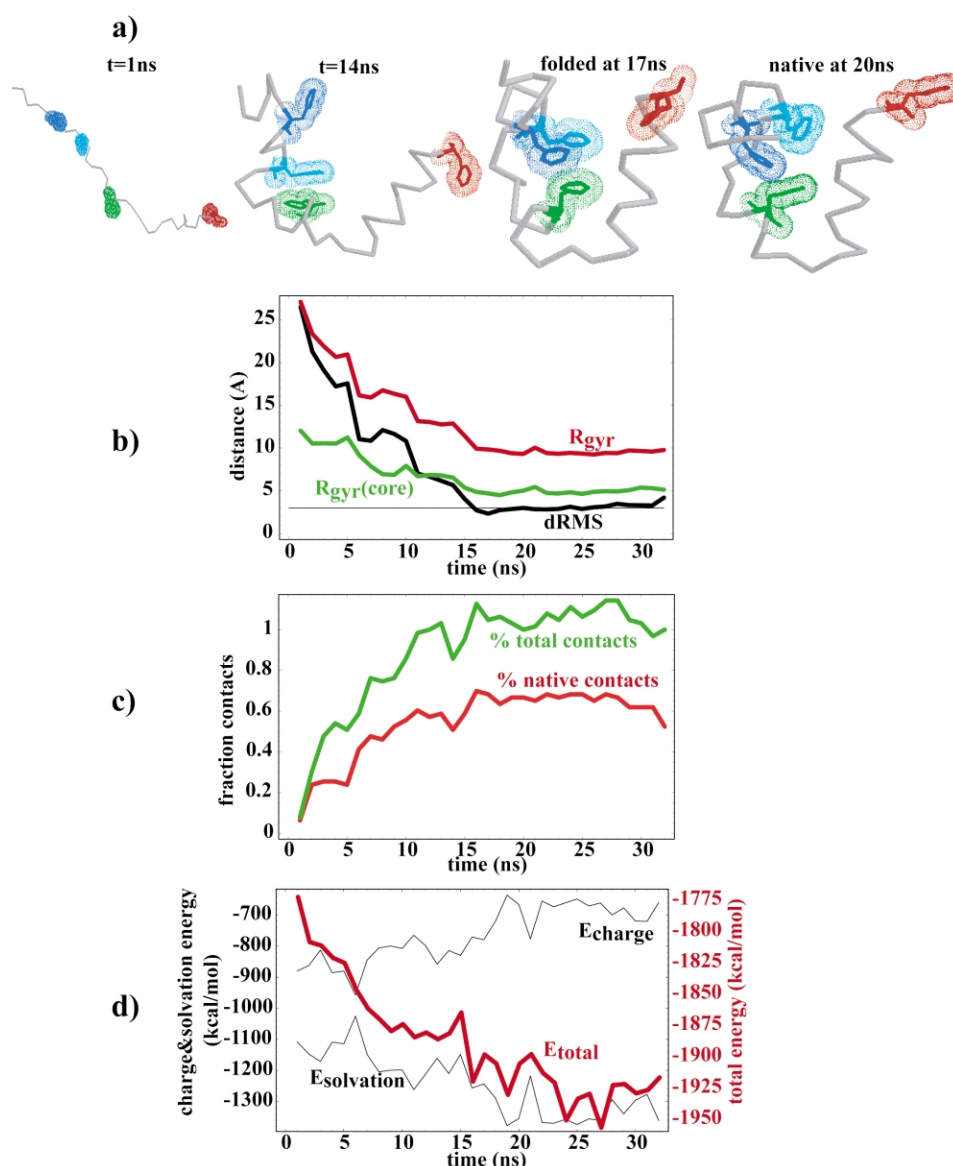 a)
t=1ns
t=14ns
folded at 17ns
native at 20ns
b)
distance (A)
25
20
15
10
5
0
Rgyr
Rgyr(core)
dRMS
0 5 10 15 20 25 30
time (ns)
c)
fraction contacts
1
0.8
0.6
0.4
0.2
0
% total contacts
% native contacts
0 5 10 15 20 25 30
time (ns)
d)
charge&solvation energy
(kcal/mol)
-700
-800
-900
-1000
-1100
-1200
-1300
Echarge
Etotal
Esolvation
-1775
-1800
-1825
-1850
-1875
-1900
-1925
-1950
total energy (kcal/mol)
0 5 10 15 20 25 30
time (ns)